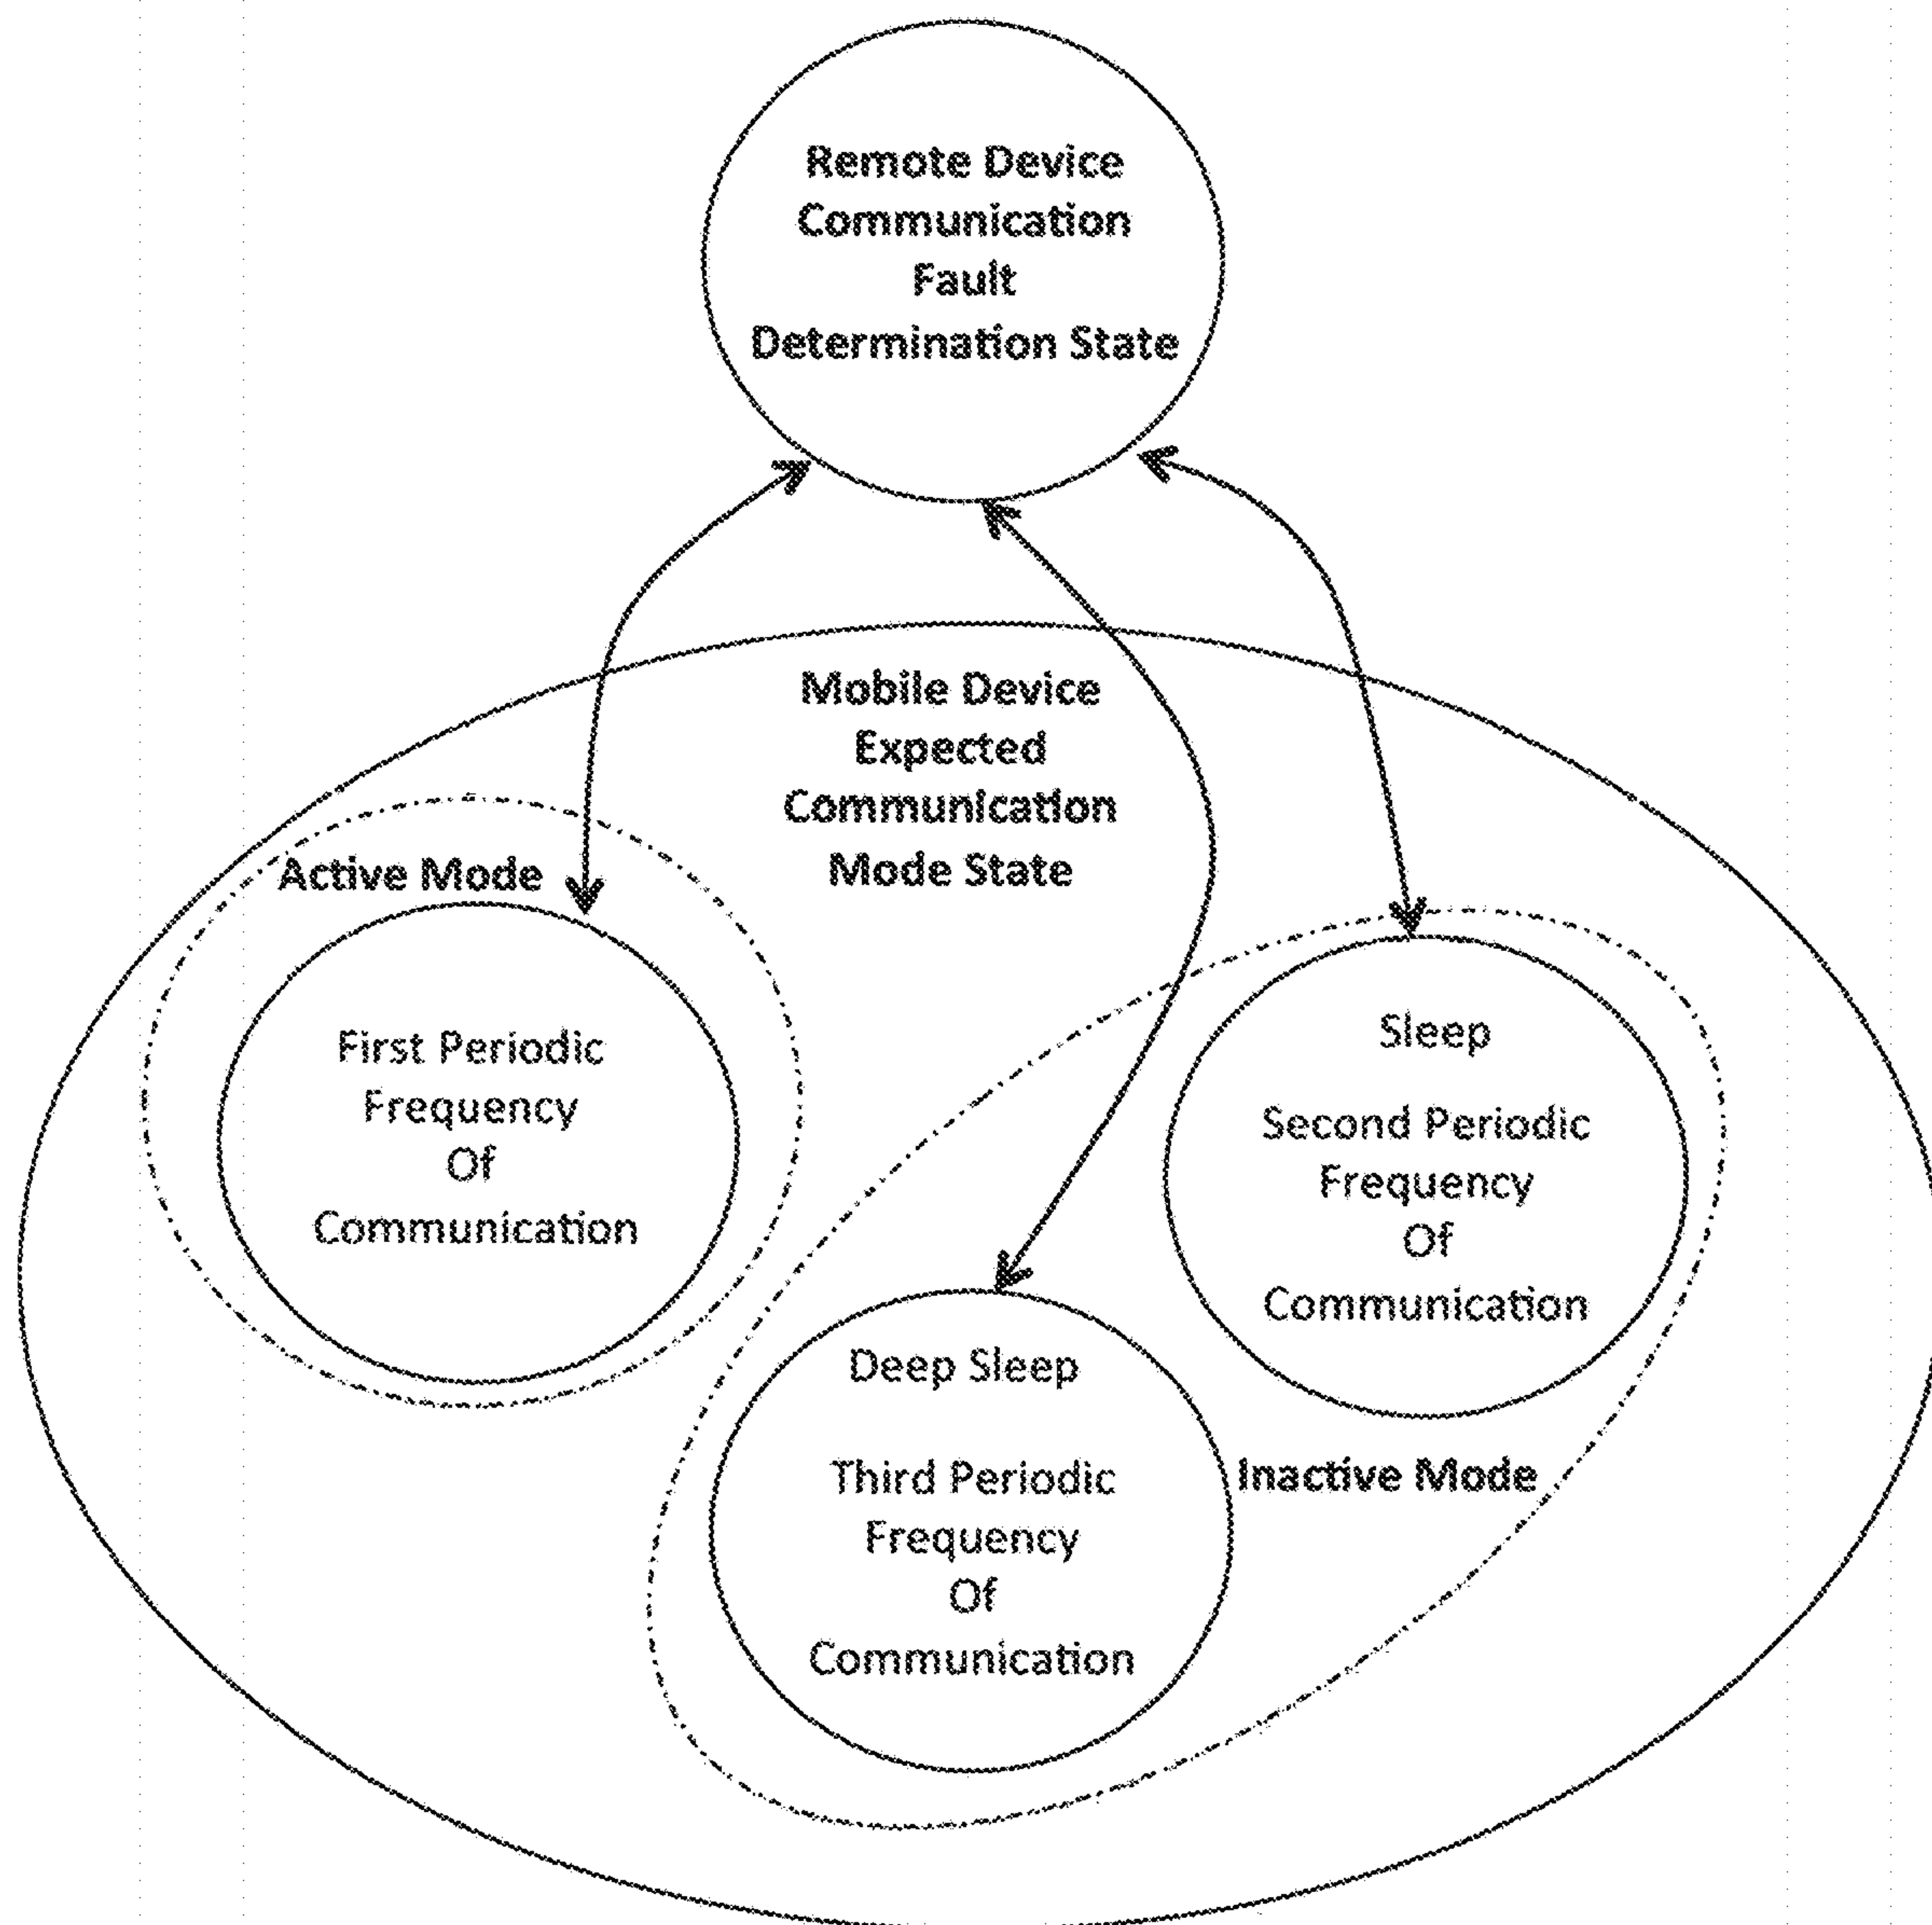 Remote Device
Communication
Fault
Determination State
Mobile Device
Expected
Communication
Mode State
Active Mode
First Periodic
Frequency
Of
Communication
Sleep
Second Periodic
Frequency
Of
Communication
Deep Sleep
Third Periodic
Frequency
Of
Communication
Inactive Mode